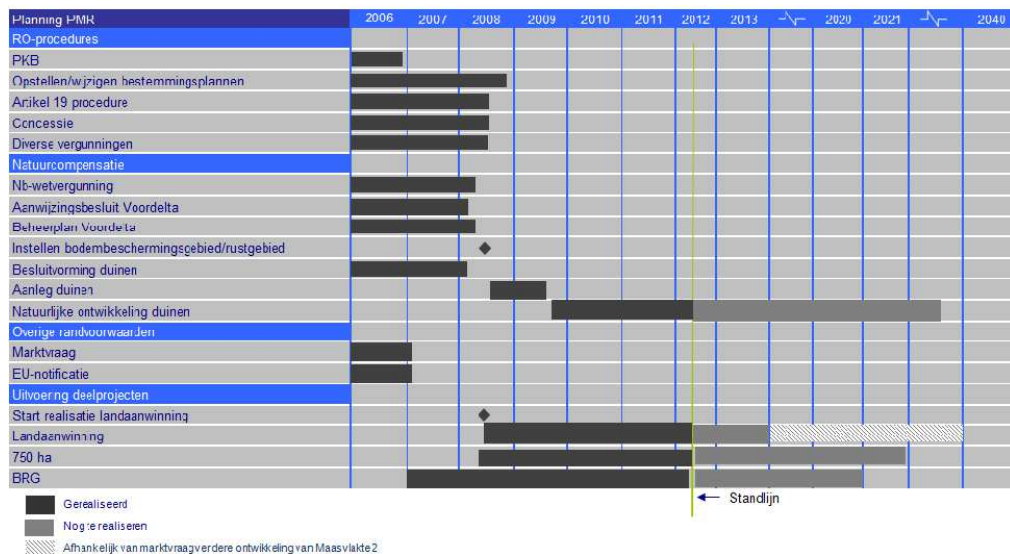 Planning PMR 2006 2007 2008 2009 2010 2011 2012 2013 2020 2021 2040
RO-procedures
PKB
Opstellen/wijzigen bestemmingsplannen
Artikel 19 procedure
Concessie
Diverse vergunningen
Natuurcompensatie
Nb-wetvergunning
Aanwijzingsbesluit Voordelta
Beheerplan Voordelta
Instellen bodembeschermingsgebied/rustgebied
Besluitvorming duinen
Aanleg duinen
Natuurlijke ontwikkeling duinen
Overige randvoorwaarden
Marktvraag
EU-notificatie
Uitvoering deelprojecten
Start realisatie landaanwinning
Landaanwinning
750 ha
BRG
Standlijn
Gerealiseerd
Nog te realiseren
Afhankelijk van marktvraag verdere ontwikkeling van Maasvlakte 2